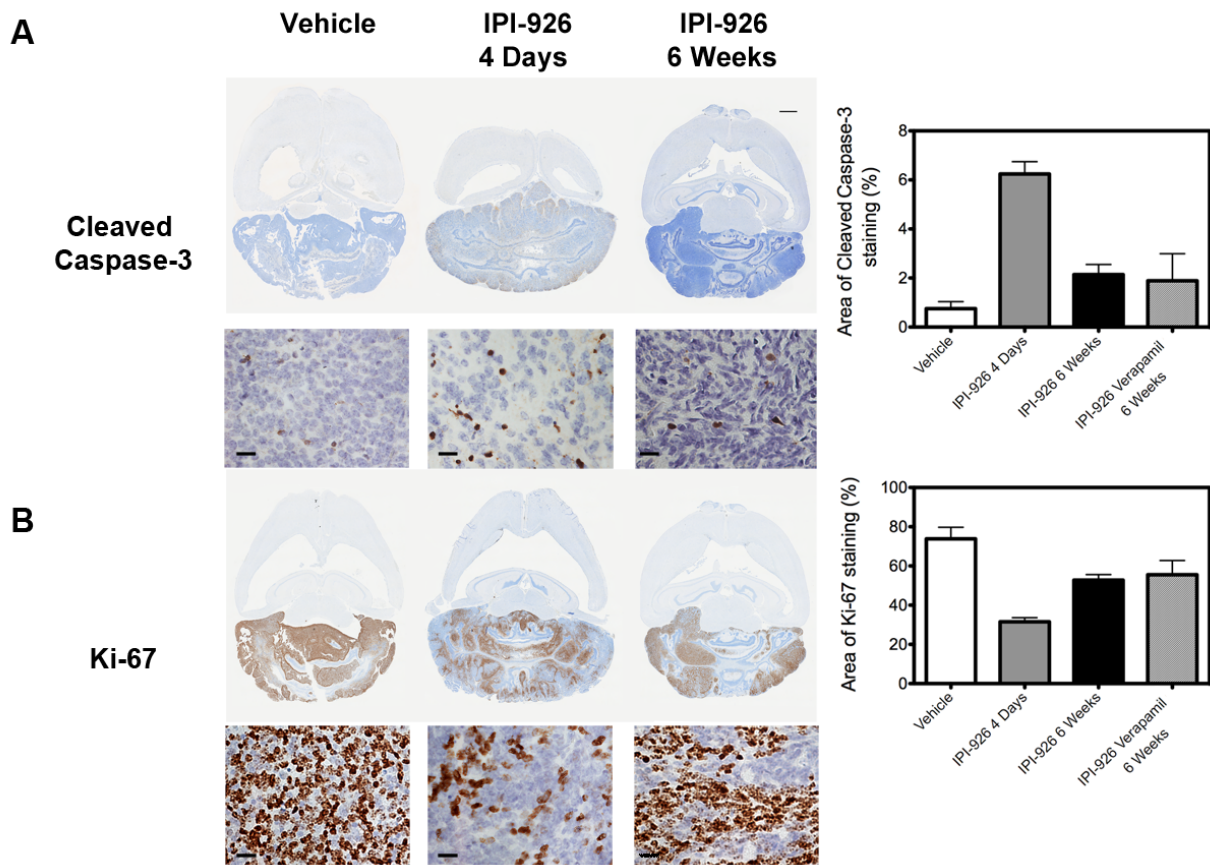 A
Vehicle
IPI-926
4 Days
IPI-926
6 Weeks
Cleaved
Caspase-3
Area of Cleaved Caspase-3
staining (%)
8
6
4
2
0
Vehicle
IPI-926 4 Days
IPI-926 6 Weeks
IPI-926 Verapamil
6 Weeks
B
Ki-67
Area of Ki-67 staining (%)
100
80
60
40
20
0
Vehicle
IPI-926 4 Days
IPI-926 6 Weeks
IPI-926 Verapamil
6 Weeks